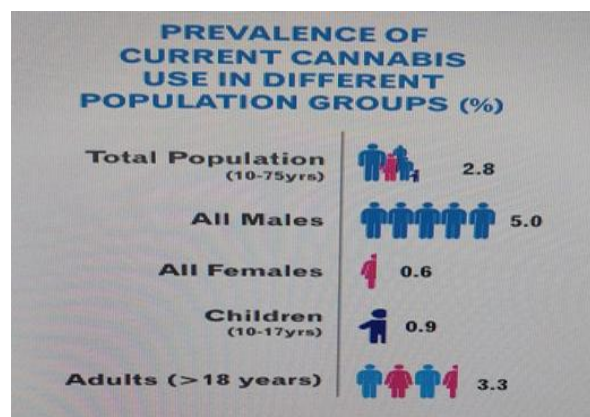 PREVALENCE OF
CURRENT CANNABIS
USE IN DIFFERENT
POPULATION GROUPS (%)
Total Population
(10-75yrs)
2.8
All Males
5.0
All Females
0.6
Children
(10-17yrs)
0.9
Adults (>18 years)
3.3